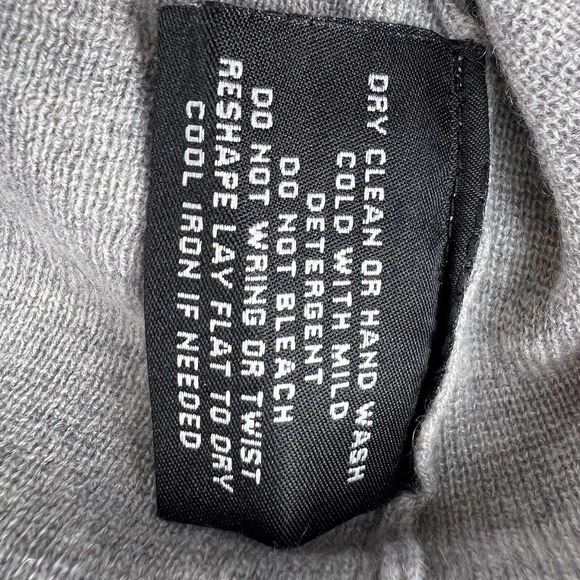 DRY CLEAN OR HAND WASH
COLD WITH MILD
DETERGENT
DO NOT BLEACH
DO NOT WRING OR TWIST
RESHAPE LAY FLAT TO DRY
COOL IRON IF NEEDED